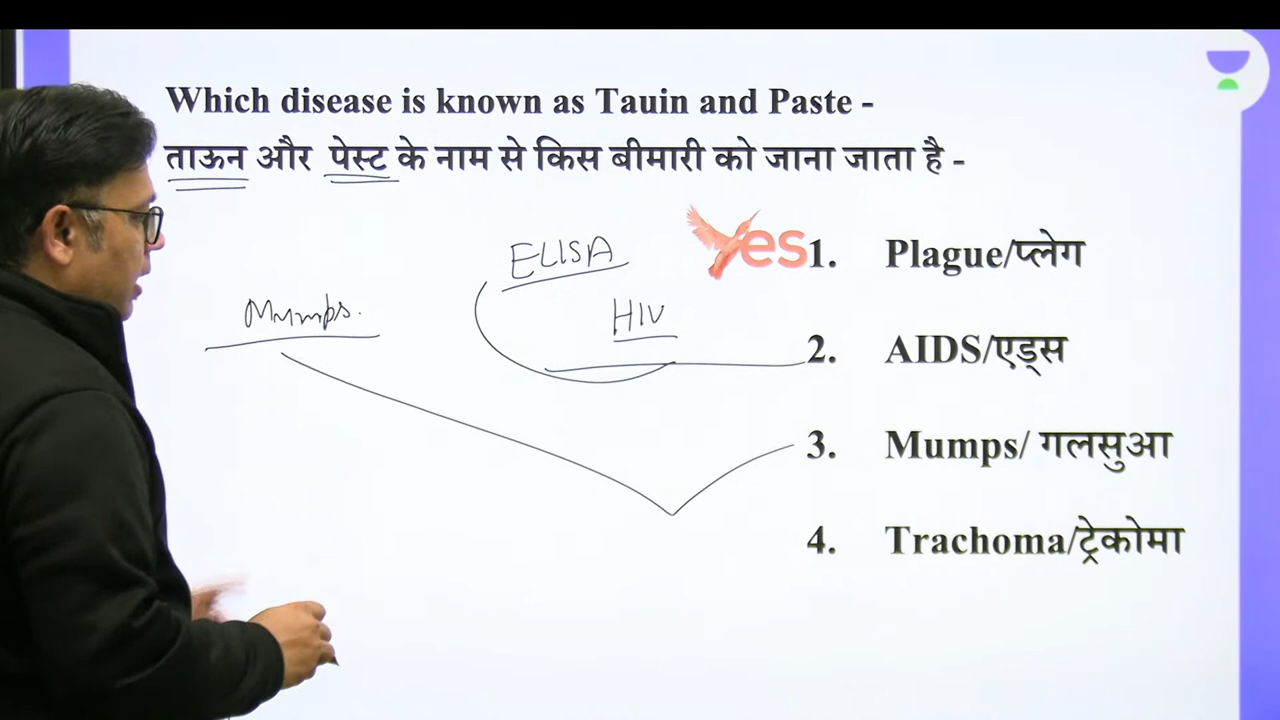 Which disease is known as Tauin and Paste -
ताऊन और पेस्ट के नाम से किस बीमारी को जाना जाता है -
ELISA
Yes
1. Plague/प्लेग
Mumps.
HIV
2. AIDS/एड्स
3. Mumps/ गलसुआ
4. Trachoma/ट्रेकोमा